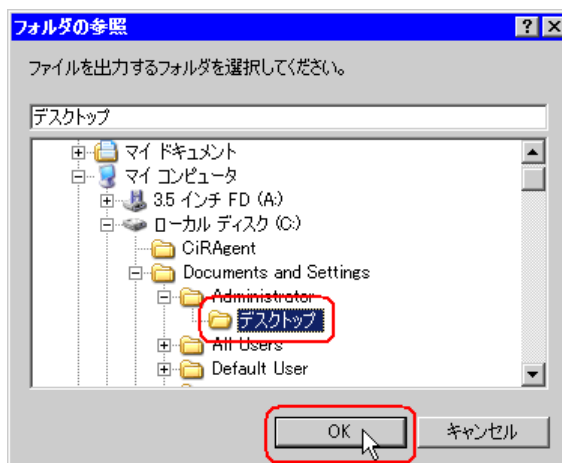 フォルダの参照
ファイルを出力するフォルダを選択してください。
デスクトップ
マイ ドキュメント
マイ コンピュータ
3.5 インチ FD (A:)
ローカル ディスク (C:)
CiRAgent
Documents and Settings
Administrator
デスクトップ
All Users
Default User
OK キャンセル